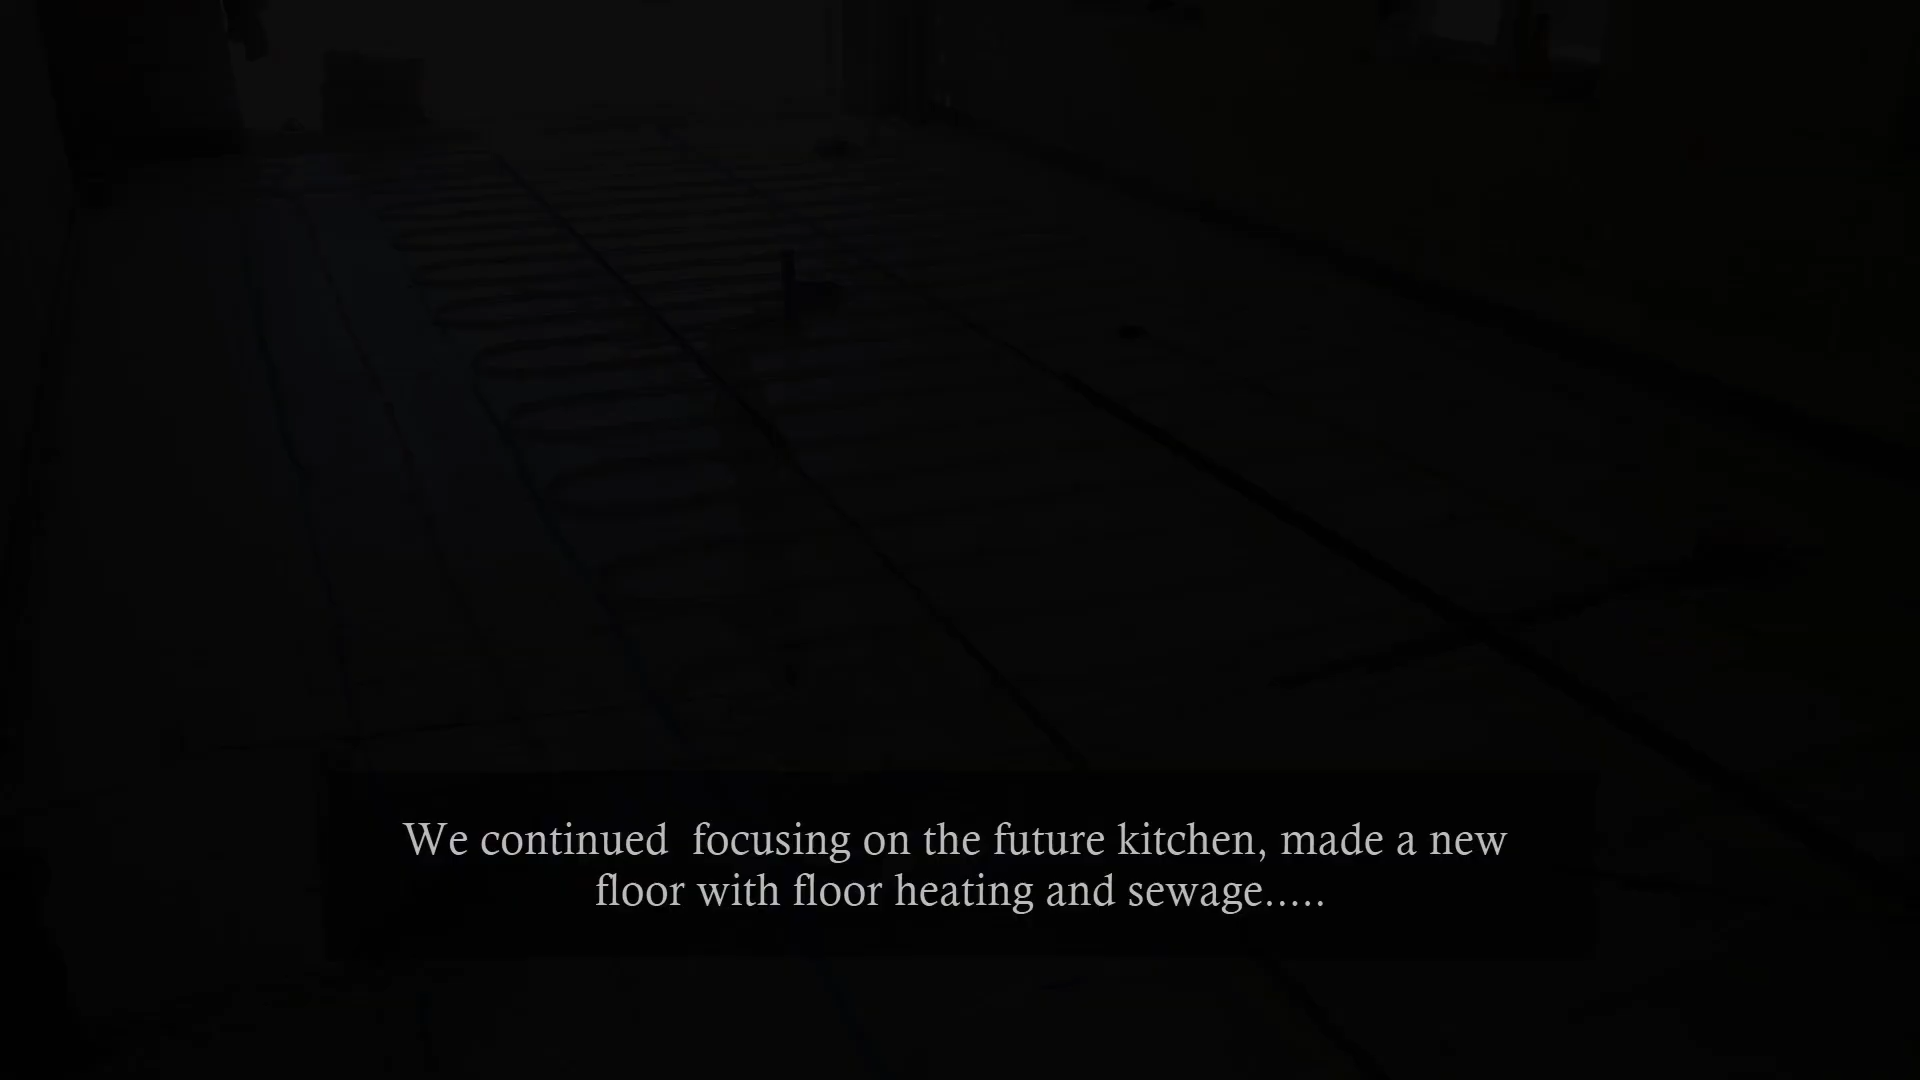 We continued  focusing on the future kitchen, made a new
floor with floor heating and sewage.....